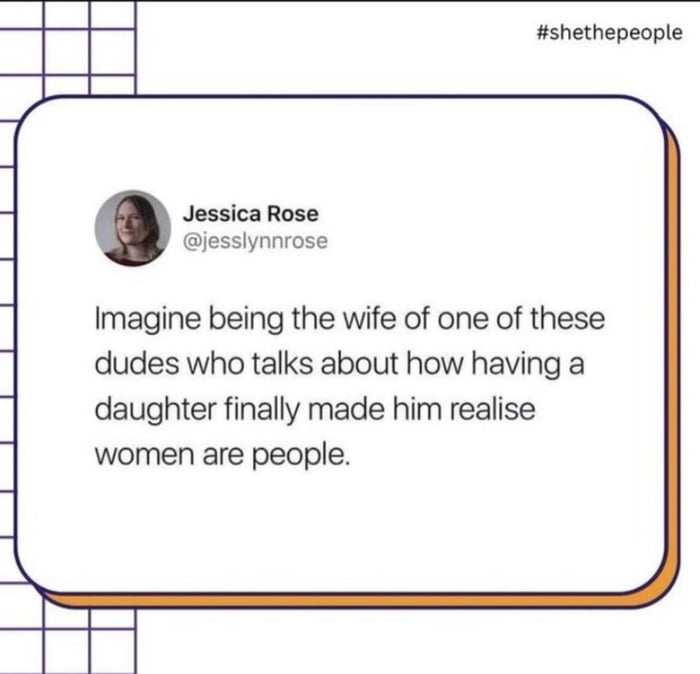 #shethepeople
Jessica Rose
@jesslynnrose
Imagine being the wife of one of these
dudes who talks about how having a
daughter finally made him realise
women are people.